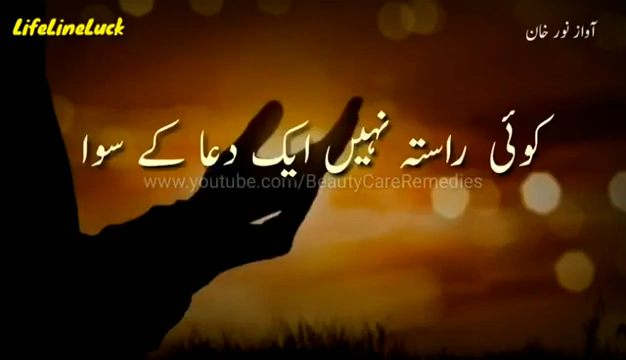 LifeLineLuck
آواز نور خان
کوئی راستہ نہیں ایک دعا کے سوا
www.youtube.com/BeautyCareRemedies